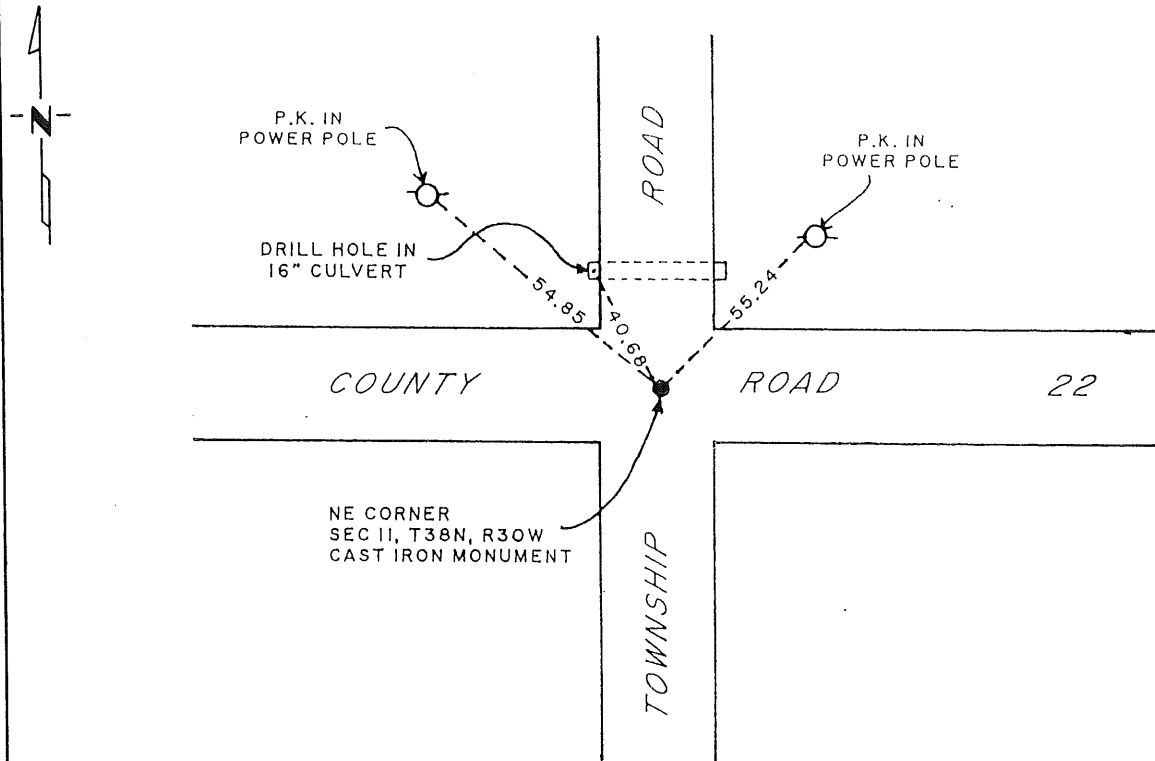 N
P.K. IN
POWER POLE
ROAD
P.K. IN
POWER POLE
DRILL HOLE IN
16" CULVERT
54.85
40.68
55.24
COUNTY ROAD 22
NE CORNER
SEC 11, T38N, R30W
CAST IRON MONUMENT
TOWNSHIP